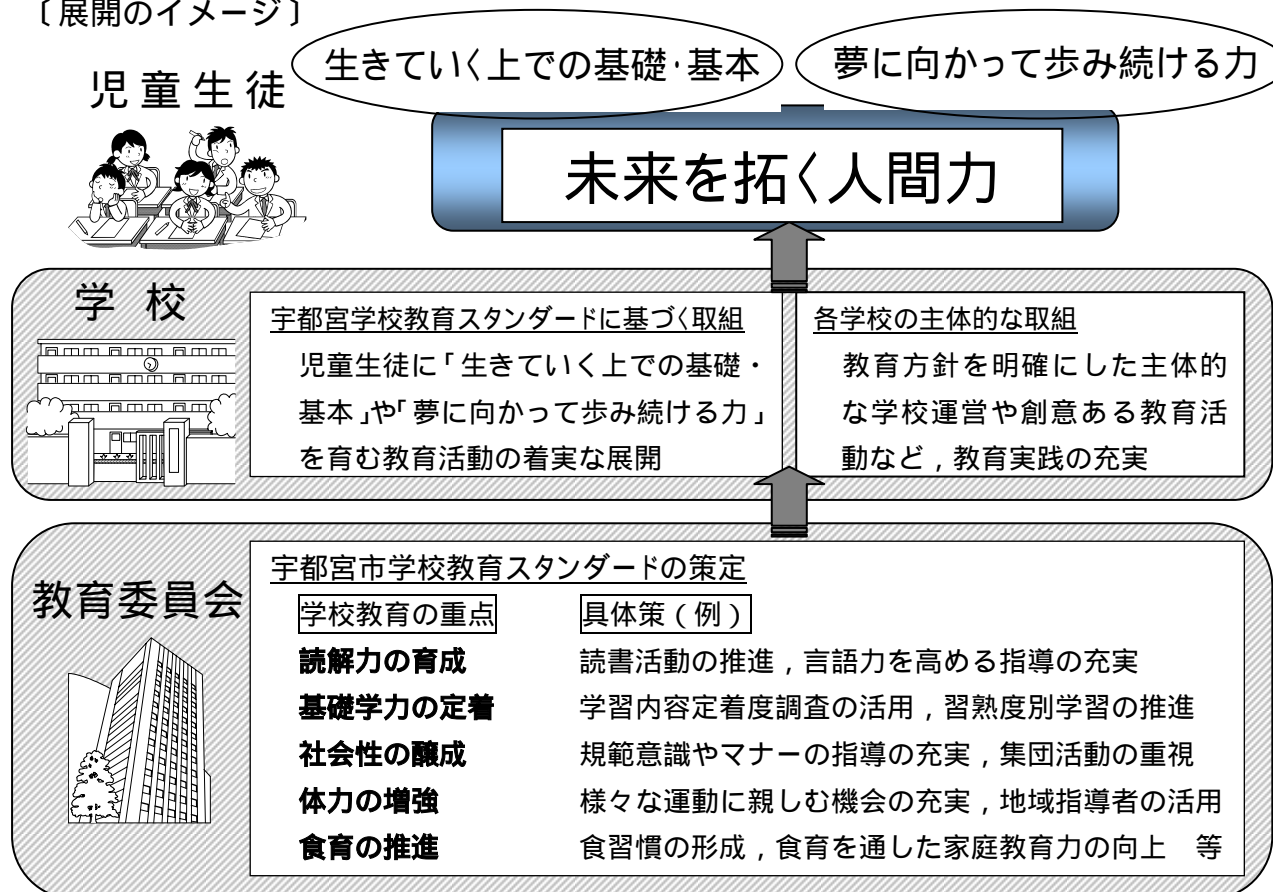 〔展開のイメージ〕
生きていく上での基礎・基本
夢に向かって歩み続ける力
児童生徒
未来を拓く人間力
学校
宇都宮学校教育スタンダードに基づく取組
児童生徒に「生きていく上での基礎・
基本」や「夢に向かって歩み続ける力」
を育む教育活動の着実な展開
各学校の主体的な取組
教育方針を明確にした主体的
な学校運営や創意ある教育活
動など，教育実践の充実
教育委員会
宇都宮市学校教育スタンダードの策定
学校教育の重点 具体策（例）
読解力の育成 読書活動の推進，言語力を高める指導の充実
基礎学力の定着 学習内容定着度調査の活用，習熟度別学習の推進
社会性の醸成 規範意識やマナーの指導の充実，集団活動の重視
体力の増強 様々な運動に親しむ機会の充実，地域指導者の活用
食育の推進 食習慣の形成，食育を通した家庭教育力の向上　等